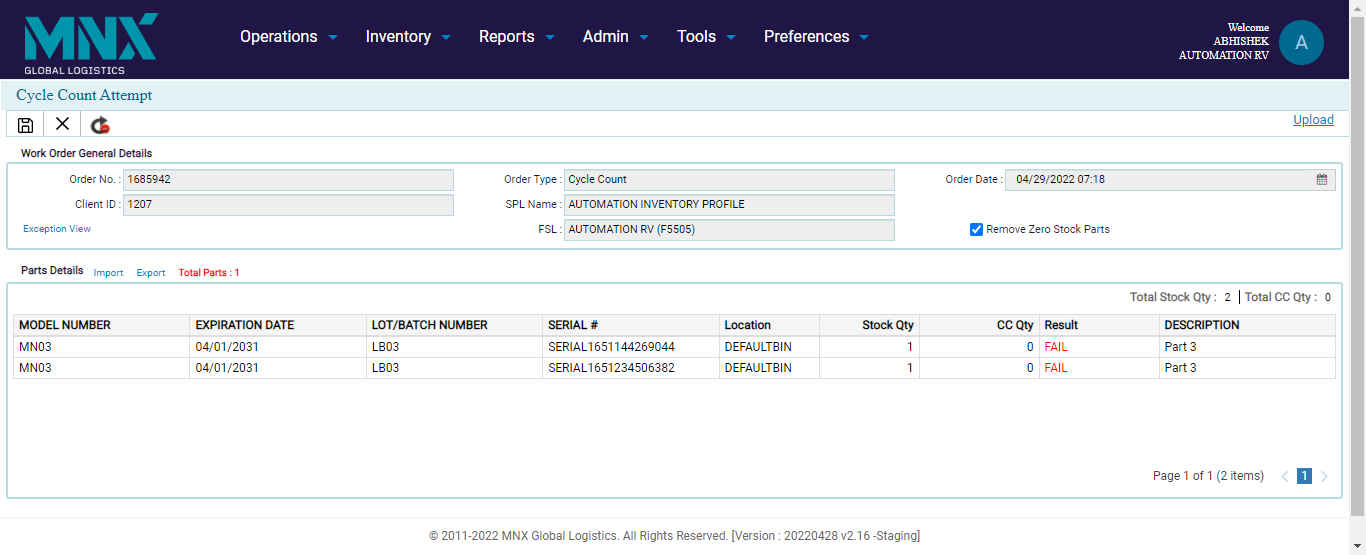 MNX
GLOBAL LOGISTICS
Operations Inventory Reports Admin Tools Preferences
Welcome
ABHISHEK
AUTOMATION RV
A
Cycle Count Attempt
Upload
Work Order General Details
Order No. : 1685942 Order Type : Cycle Count Order Date : 04/29/2022 07:18
Client ID : 1207 SPL Name : AUTOMATION INVENTORY PROFILE
Exception View FSL : AUTOMATION RV (F5505) Remove Zero Stock Parts
Parts Details Import Export Total Parts : 1
Total Stock Qty : 2 Total CC Qty : 0
MODEL NUMBER EXPIRATION DATE LOT/BATCH NUMBER SERIAL # Location Stock Qty CC Qty Result DESCRIPTION
MN03 04/01/2031 LB03 SERIAL1651144269044 DEFAULTBIN 1 0 FAIL Part 3
MN03 04/01/2031 LB03 SERIAL1651234506382 DEFAULTBIN 1 0 FAIL Part 3
Page 1 of 1 (2 items) 1
© 2011-2022 MNX Global Logistics. All Rights Reserved. [Version : 20220428 v2.16 -Staging]